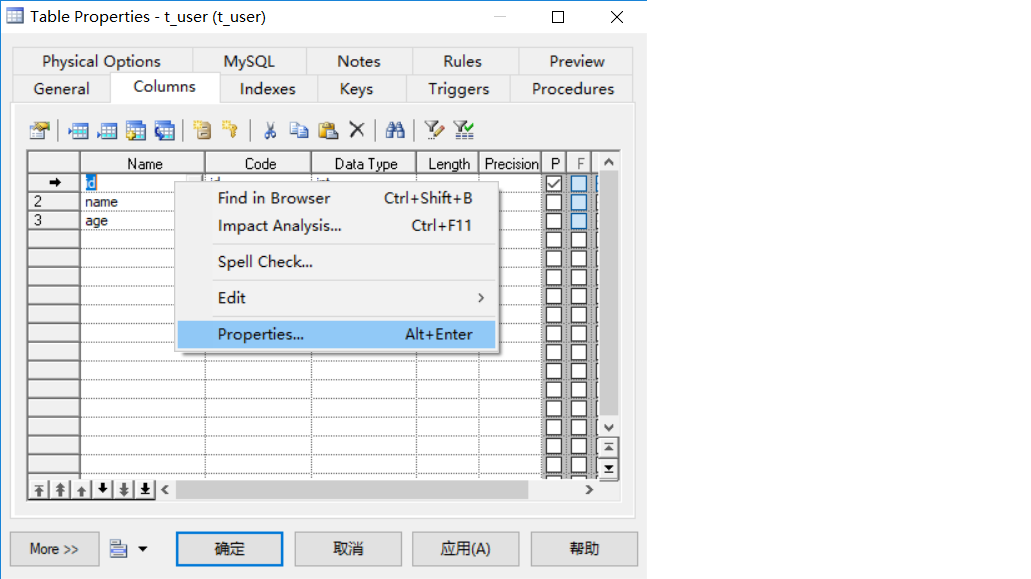 Table Properties - t_user (t_user)
Physical Options MySQL Notes Rules Preview
General Columns Indexes Keys Triggers Procedures
Name Code Data Type Length Precision P F
id
2 name
3 age
Find in Browser Ctrl+Shift+B
Impact Analysis... Ctrl+F11
Spell Check...
Edit
Properties... Alt+Enter
More >> 确定 取消 应用(A) 帮助